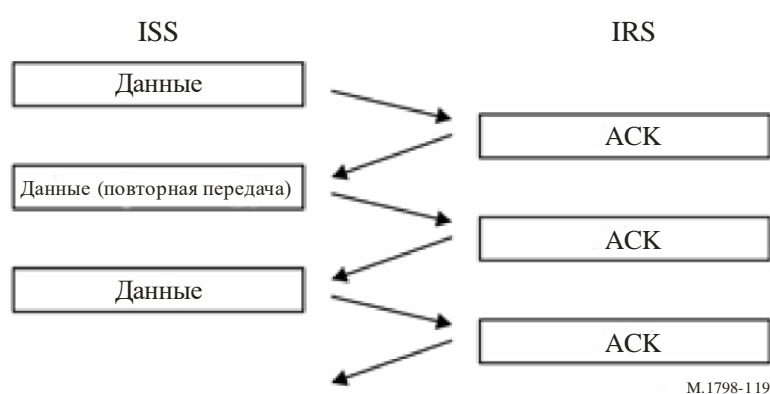 ISS
IRS
Данные
ACK
Данные (повторная передача)
ACK
Данные
ACK
M.1798-119